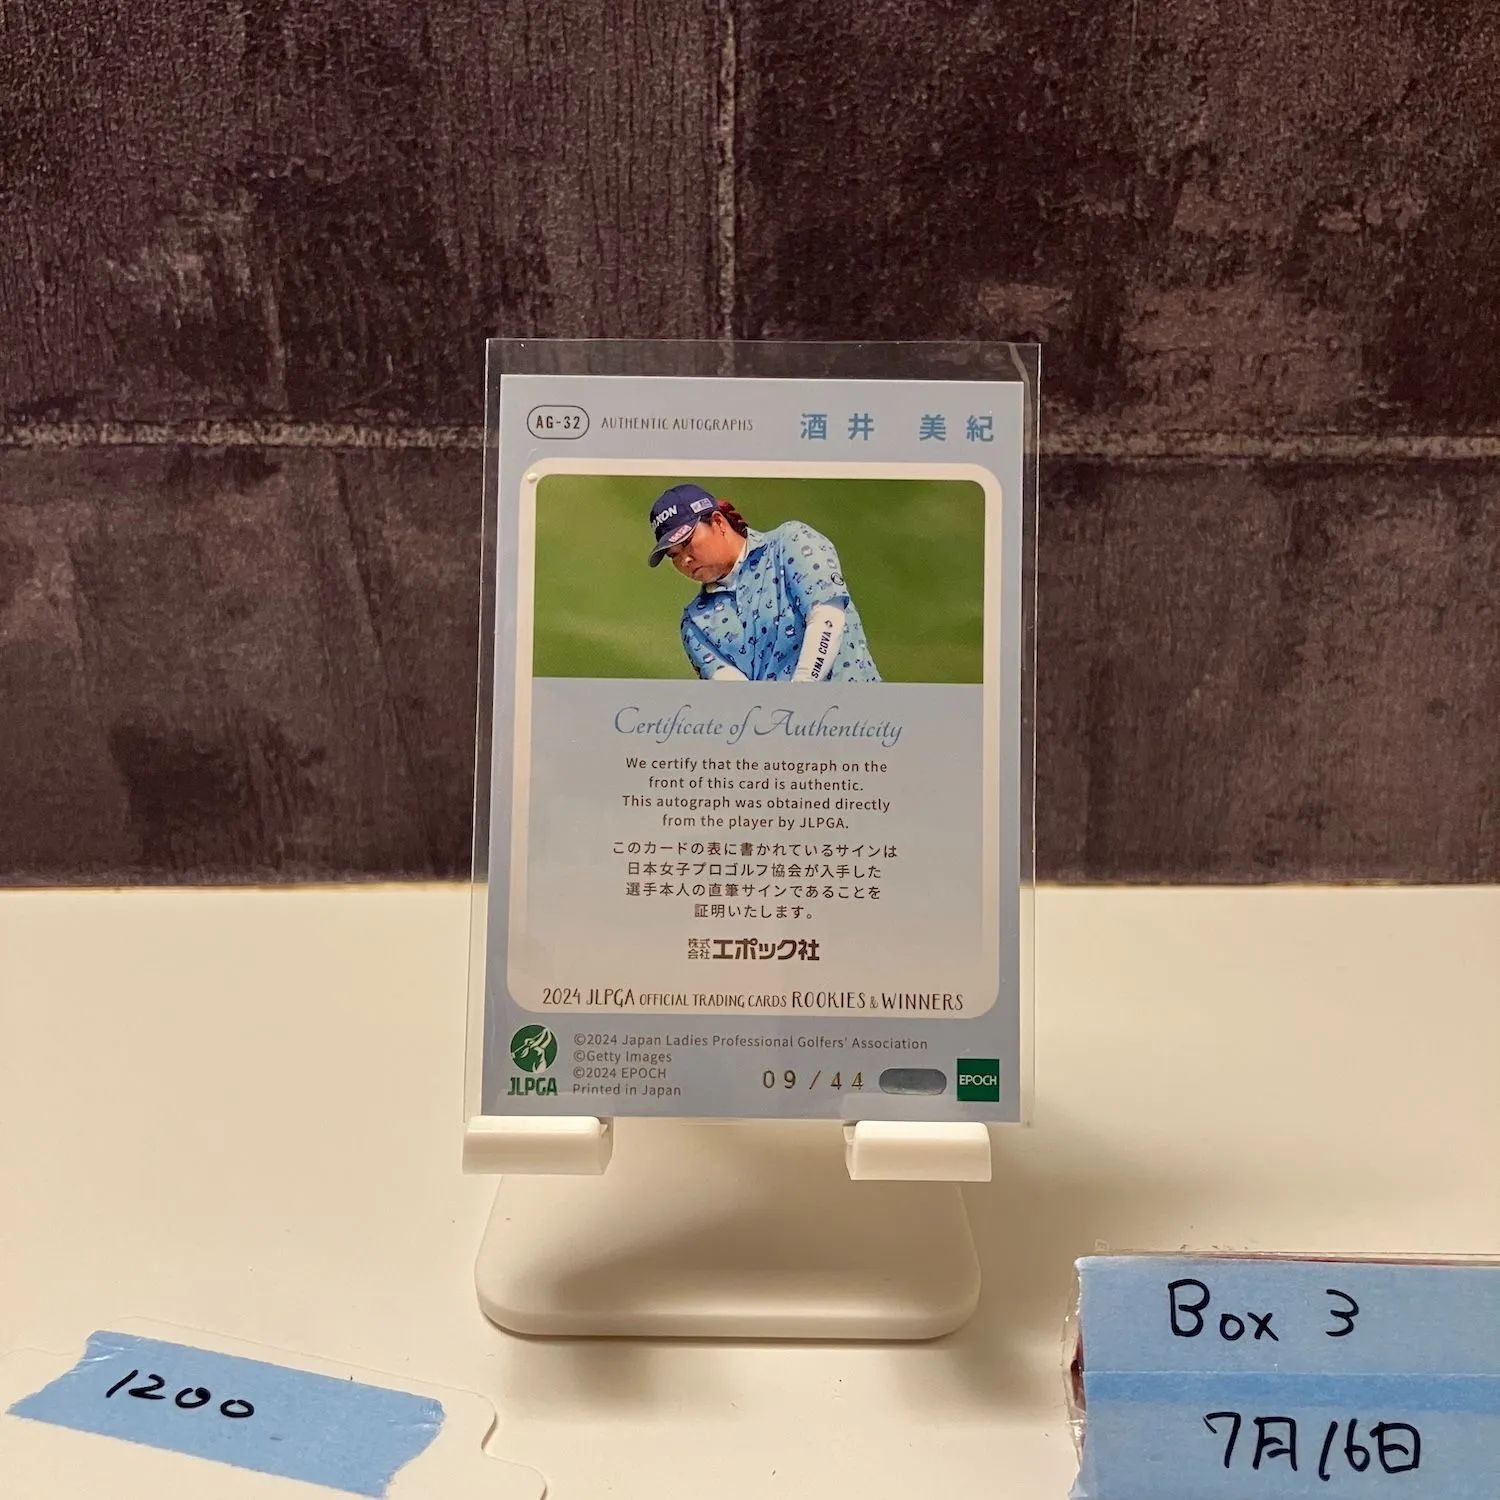 AG-32 AUTHENTIC AUTOGRAPHS 酒井 美紀
SINA COVA
Certificate of Authenticity
We certify that the autograph on the
front of this card is authentic.
This autograph was obtained directly
from the player by JLPGA.
このカードの表に書かれているサインは
日本女子プロゴルフ協会が入手した
選手本人の直筆サインであることを
証明いたします。
株式会社エポック社
2024 JLPGA OFFICIAL TRADING CARDS ROOKIES & WINNERS
©2024 Japan Ladies Professional Golfers' Association
©Getty Images
©2024 EPOCH
Printed in Japan
JLPGA
09/44
EPOCH
1200
Box 3
7月16日